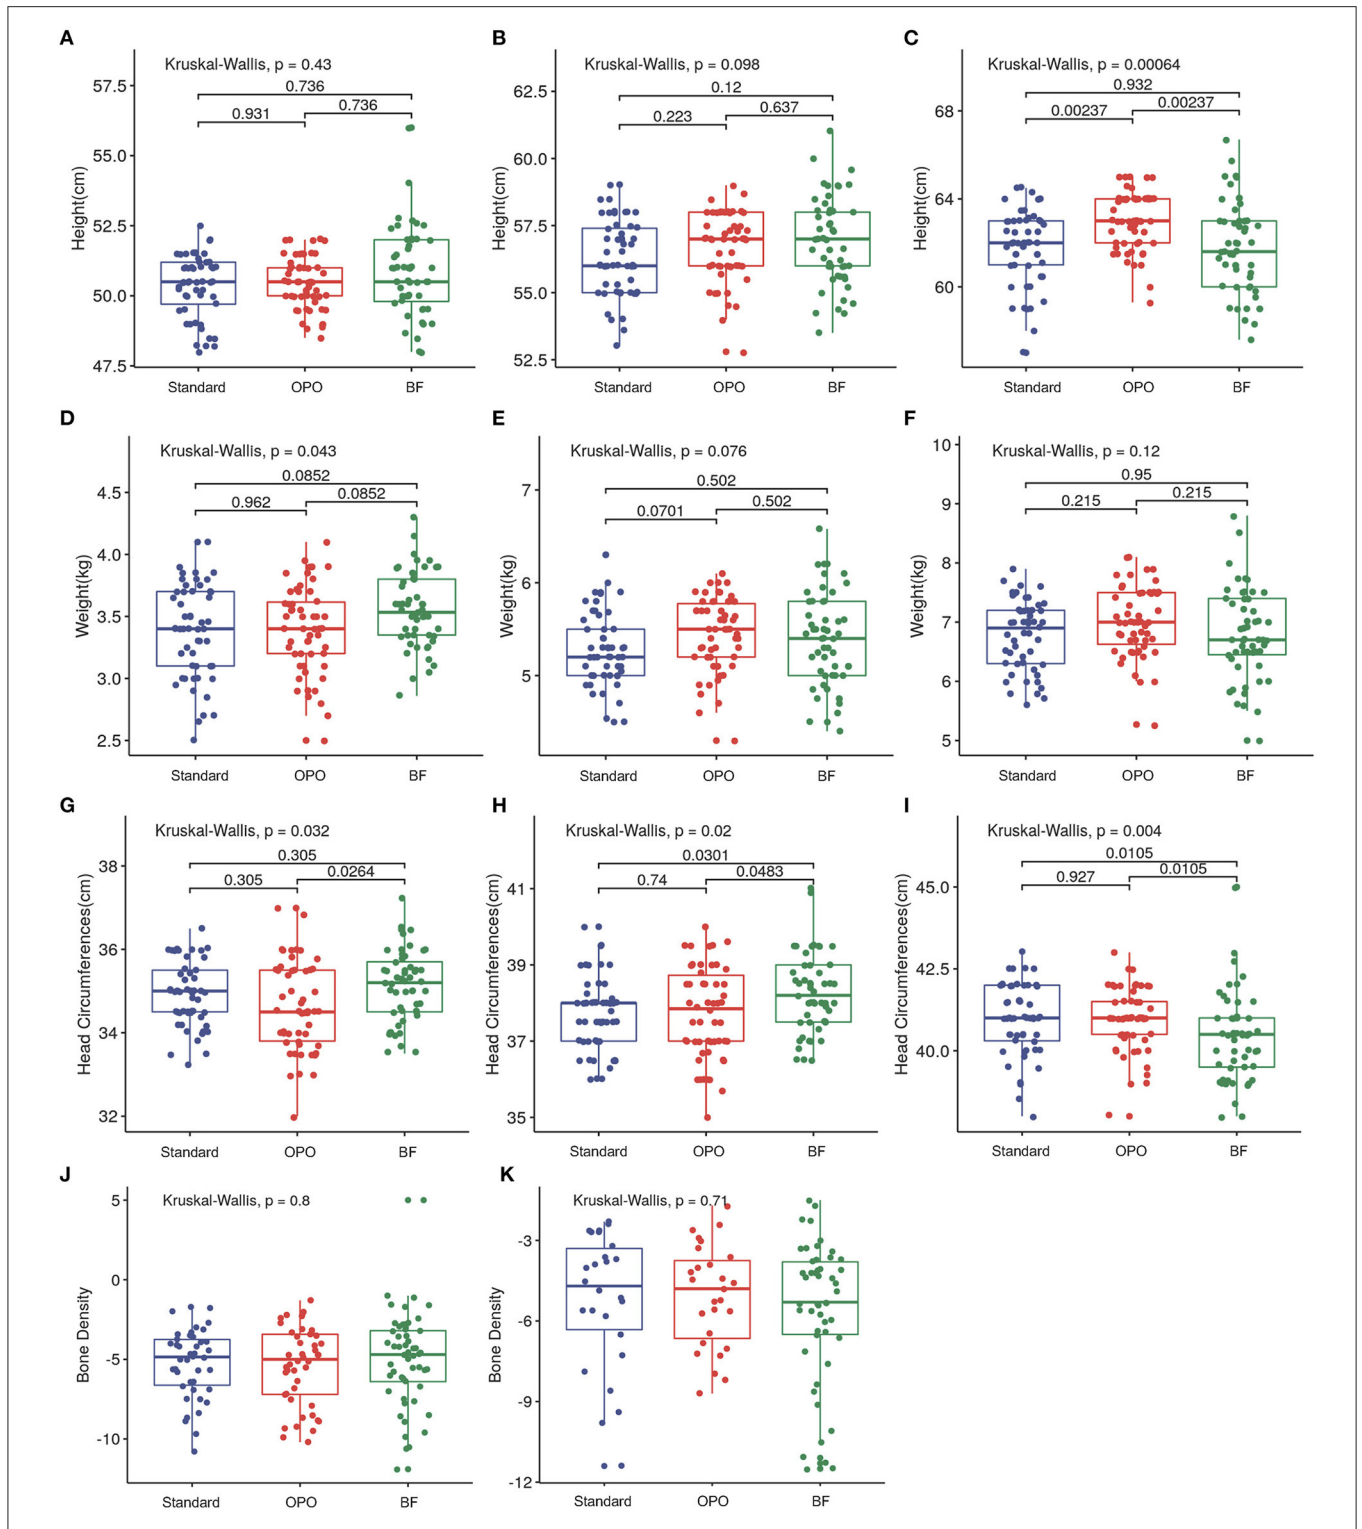 A
Kruskal-Wallis, p = 0.43
0.736
0.931
0.736
57.5
55.0
52.5
50.0
47.5
Height(cm)
Standard OPO BF
B
Kruskal-Wallis, p = 0.098
0.12
0.223
0.637
62.5
60.0
57.5
55.0
52.5
Height(cm)
Standard OPO BF
C
Kruskal-Wallis, p = 0.00064
0.932
0.00237
0.00237
68
64
60
Height(cm)
Standard OPO BF
D
Kruskal-Wallis, p = 0.043
0.0852
0.962
0.0852
4.5
4.0
3.5
3.0
2.5
Weight(kg)
Standard OPO BF
E
Kruskal-Wallis, p = 0.076
0.502
0.0701
0.502
7
6
5
Weight(kg)
Standard OPO BF
F
Kruskal-Wallis, p = 0.12
0.95
0.215
0.215
10
9
8
7
6
5
Weight(kg)
Standard OPO BF
G
Kruskal-Wallis, p = 0.032
0.305
0.305
0.0264
38
36
34
32
Head Circumferences(cm)
Standard OPO BF
H
Kruskal-Wallis, p = 0.02
0.0301
0.74
0.0483
41
39
37
35
Head Circumferences(cm)
Standard OPO BF
I
Kruskal-Wallis, p = 0.004
0.0105
0.927
0.0105
45.0
42.5
40.0
Head Circumferences(cm)
Standard OPO BF
J
Kruskal-Wallis, p = 0.8
5
0
-5
-10
Bone Density
Standard OPO BF
K
Kruskal-Wallis, p = 0.71
-3
-6
-9
-12
Bone Density
Standard OPO BF